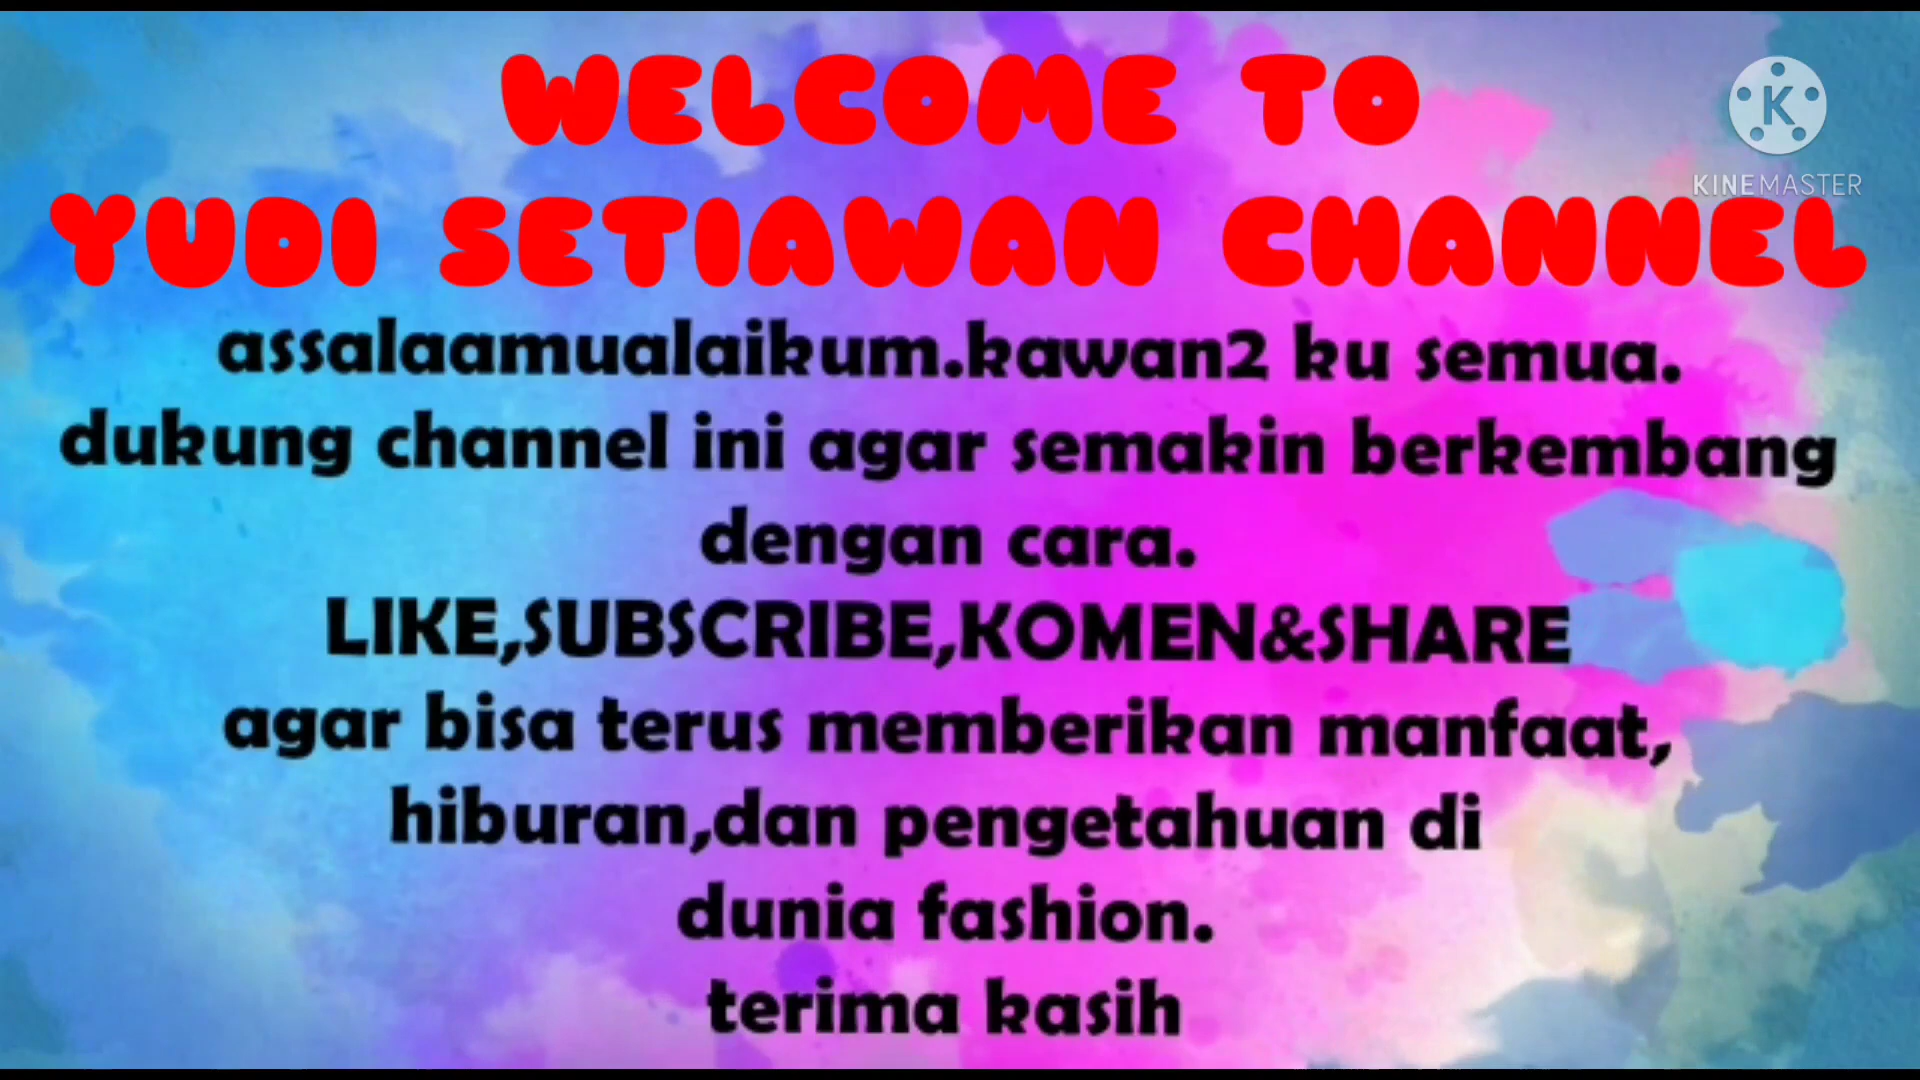 WELCOME TO
K
KINEMASTER
YUDI SETIAWAN CHANNEL
assalaamualaikum.kawan2 ku semua.
dukung channel ini agar semakin berkembang
dengan cara.
LIKE,SUBSCRIBE,KOMEN&SHARE
agar bisa terus memberikan manfaat,
hiburan,dan pengetahuan di
dunia fashion.
terima kasih